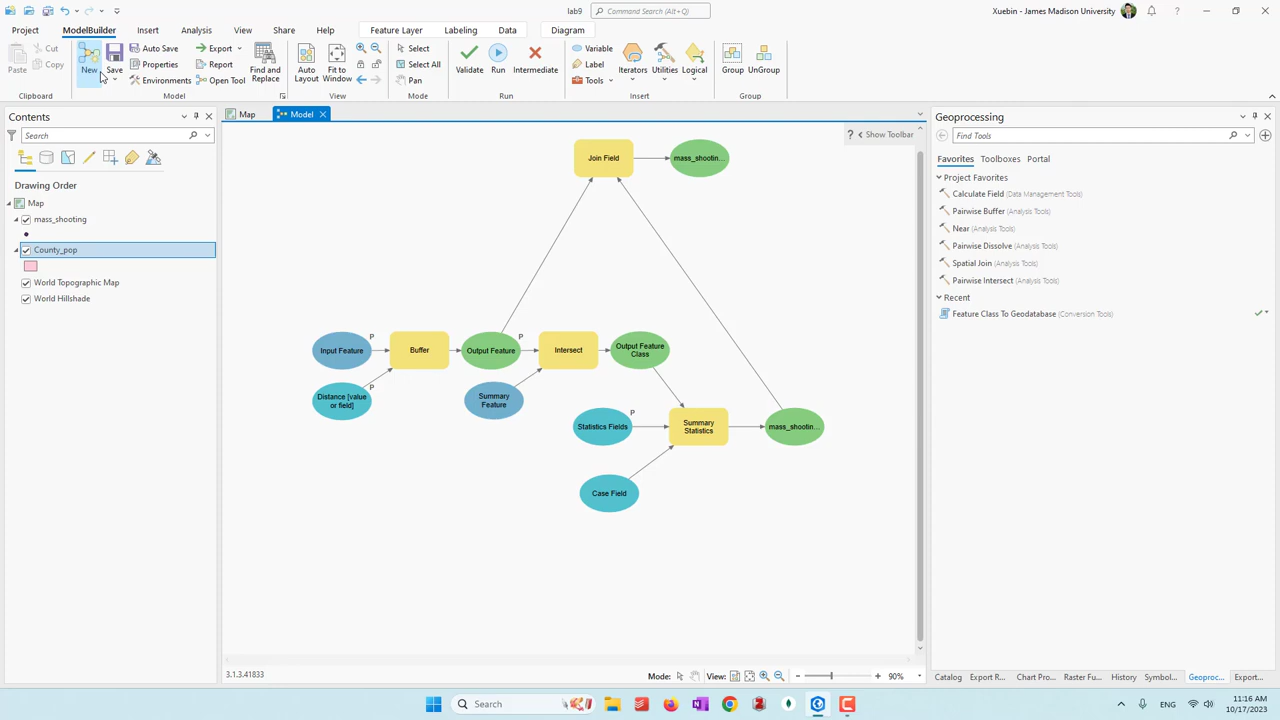 lab9
Command Search (Alt+Q)
Xuebin - James Madison University
?
Project
ModelBuilder
Insert
Analysis
View
Share
Help
Feature Layer
Labeling
Data
Diagram
Paste
Cut
Copy
Clipboard
New
Save
Auto Save
Properties
Environments
Export
Report
Open Tool
Model
Find and
Replace
Auto
Layout
Fit to
Window
View
Select
Select All
Pan
Mode
Validate
Run
Intermediate
Run
Variable
Label
Tools
Iterators
Utilities
Logical
Insert
Group
UnGroup
Group
Contents
Search
Drawing Order
Map
mass_shooting
County_pop
World Topographic Map
World Hillshade
Map
Model
? Show Toolbar
Join Field
mass_shootin...
Input Feature
P
Buffer
Output Feature
P
Intersect
Output Feature
Class
Distance [value
or field]
P
Summary
Feature
Statistics Fields
P
Summary
Statistics
mass_shootin...
Case Field
3.1.3.41833
Mode:
View:
90%
Geoprocessing
Find Tools
Favorites
Toolboxes
Portal
Project Favorites
Calculate Field (Data Management Tools)
Pairwise Buffer (Analysis Tools)
Near (Analysis Tools)
Pairwise Dissolve (Analysis Tools)
Spatial Join (Analysis Tools)
Pairwise Intersect (Analysis Tools)
Recent
Feature Class To Geodatabase (Conversion Tools)
Catalog
Export R...
Chart Pro...
Raster Fu...
History
Symbol...
Geoproc...
Export...
Search
ENG
11:16 AM
10/17/2023